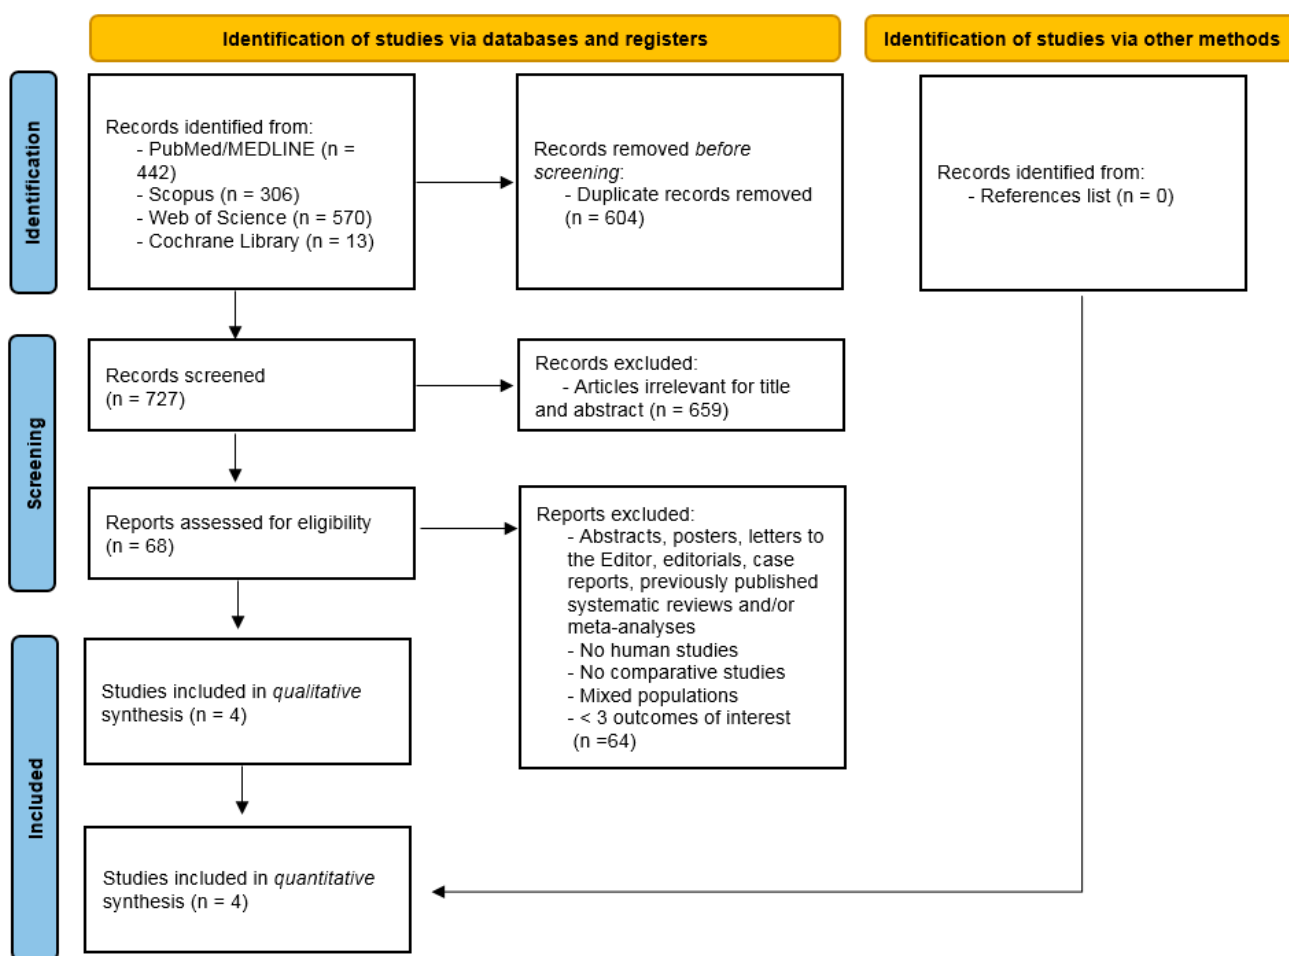 Identification of studies via databases and registers
Identification of studies via other methods
Identification
Records identified from:
- PubMed/MEDLINE (n =
442)
- Scopus (n = 306)
- Web of Science (n = 570)
- Cochrane Library (n = 13)
Records removed before
screening:
- Duplicate records removed
(n = 604)
Records identified from:
- References list (n = 0)
Screening
Records screened
(n = 727)
Records excluded:
- Articles irrelevant for title
and abstract (n = 659)
Reports assessed for eligibility
(n = 68)
Reports excluded:
- Abstracts, posters, letters to
the Editor, editorials, case
reports, previously published
systematic reviews and/or
meta-analyses
- No human studies
- No comparative studies
- Mixed populations
- < 3 outcomes of interest
(n =64)
Included
Studies included in qualitative
synthesis (n = 4)
Studies included in quantitative
synthesis (n = 4)